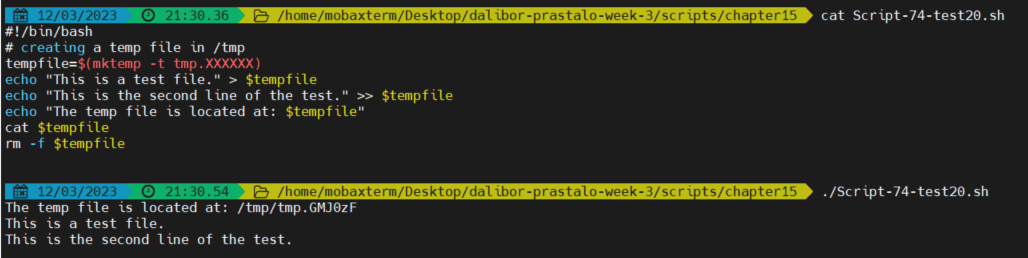 12/03/2023 21:30.36 /home/mobaxterm/Desktop/dalibor-prastalo-week-3/scripts/chapter15 cat Script-74-test20.sh
#!/bin/bash
# creating a temp file in /tmp
tempfile=$(mktemp -t tmp.XXXXXX)
echo "This is a test file." > $tempfile
echo "This is the second line of the test." >> $tempfile
echo "The temp file is located at: $tempfile"
cat $tempfile
rm -f $tempfile
12/03/2023 21:30.54 /home/mobaxterm/Desktop/dalibor-prastalo-week-3/scripts/chapter15 ./Script-74-test20.sh
The temp file is located at: /tmp/tmp.GMJ0zF
This is a test file.
This is the second line of the test.